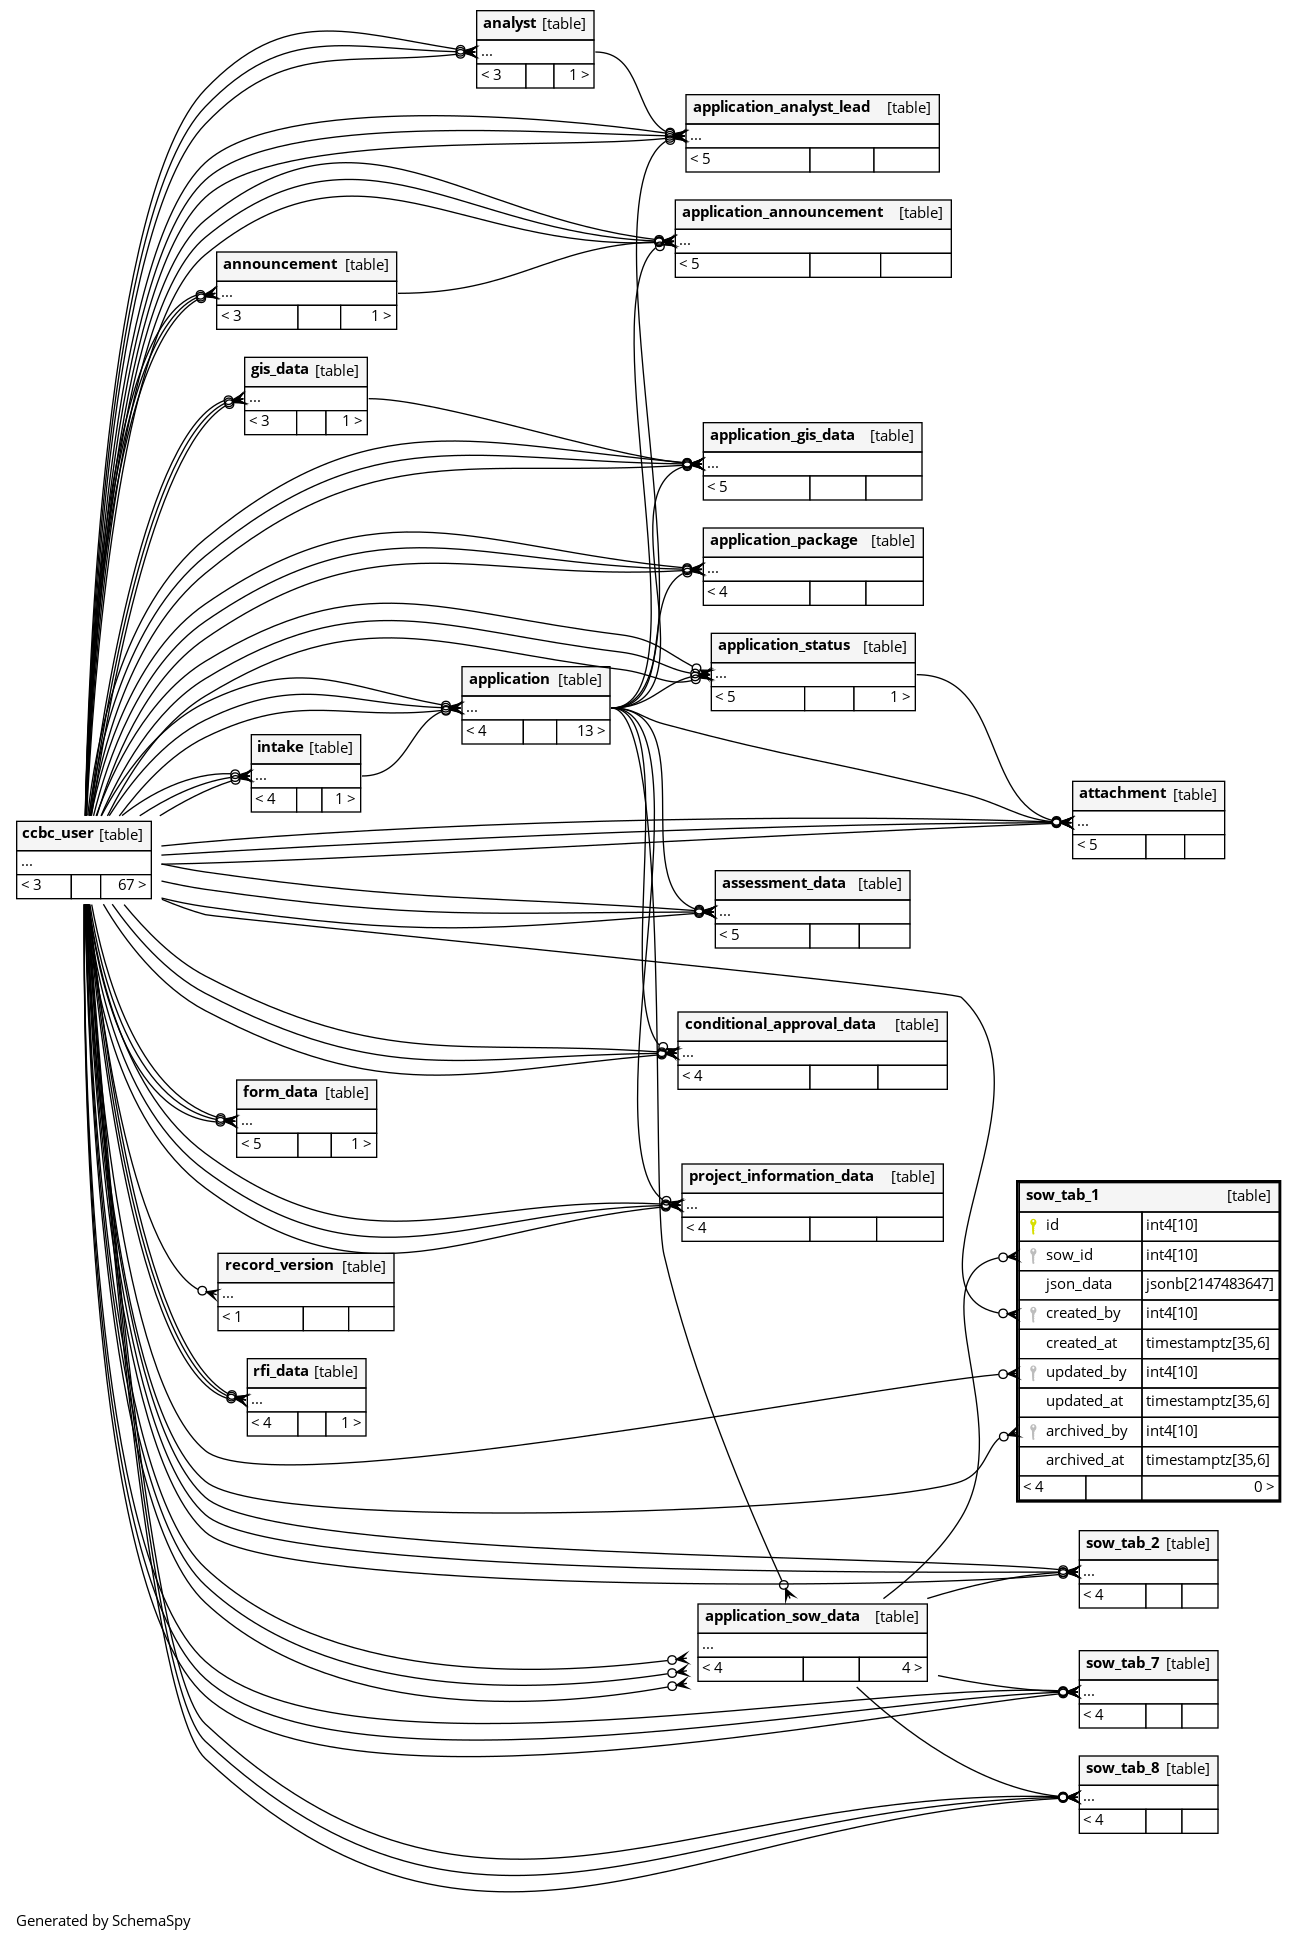 analyst [table]
...
< 3 1 >
application_analyst_lead [table]
...
< 5
application_announcement [table]
...
< 5
announcement [table]
...
< 3 1 >
gis_data [table]
...
< 3 1 >
application_gis_data [table]
...
< 5
application_package [table]
...
< 4
application_status [table]
...
< 5 1 >
application [table]
...
< 4 13 >
intake [table]
...
< 4 1 >
attachment [table]
...
< 5
ccbc_user [table]
...
< 3 67 >
assessment_data [table]
...
< 5
conditional_approval_data [table]
...
< 4
form_data [table]
...
< 5 1 >
project_information_data [table]
...
< 4
sow_tab_1 [table]
id int4[10]
sow_id int4[10]
json_data jsonb[2147483647]
created_by int4[10]
created_at timestamptz[35,6]
updated_by int4[10]
updated_at timestamptz[35,6]
archived_by int4[10]
archived_at timestamptz[35,6]
< 4 0 >
record_version [table]
...
< 1
rfi_data [table]
...
< 4 1 >
sow_tab_2 [table]
...
< 4
application_sow_data [table]
...
< 4 4 >
sow_tab_7 [table]
...
< 4
sow_tab_8 [table]
...
< 4
Generated by SchemaSpy